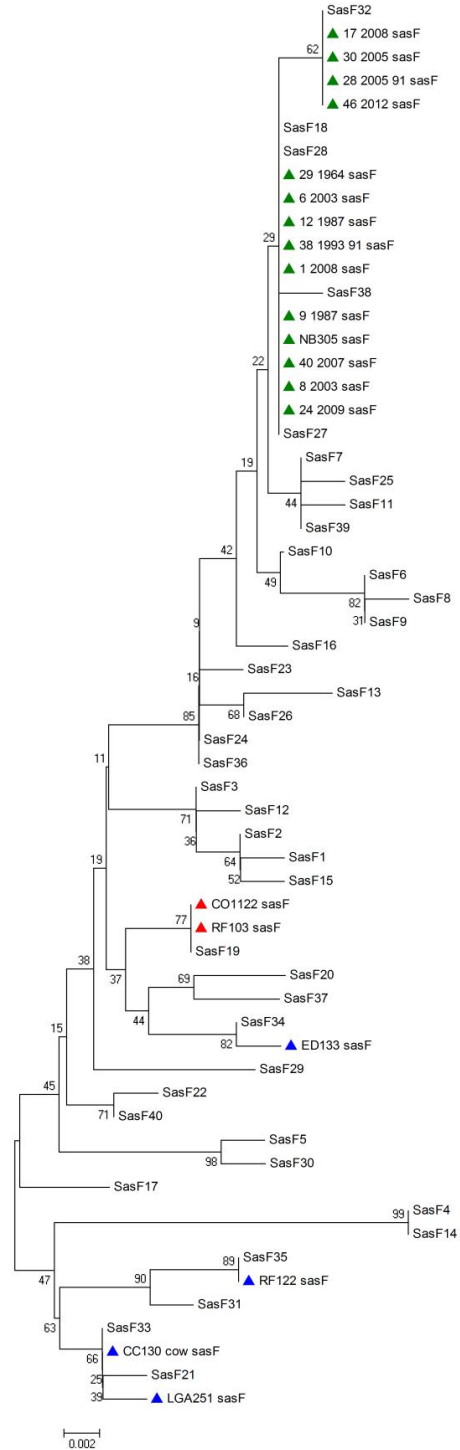 SasF32
62
17 2008 sasF
30 2005 sasF
28 2005 91 sasF
46 2012 sasF
SasF18
SasF28
29 1964 sasF
6 2003 sasF
12 1987 sasF
29
38 1993 91 sasF
1 2008 sasF
SasF38
9 1987 sasF
NB305 sasF
22
40 2007 sasF
8 2003 sasF
24 2009 sasF
SasF27
SasF7
19
SasF25
44
SasF11
SasF39
42
SasF10
49
SasF6
82
SasF8
31
SasF9
9
SasF16
SasF23
16
SasF13
85
68
SasF26
SasF24
11
SasF36
SasF3
71
SasF12
36
SasF2
64
SasF1
19
52
SasF15
CO1122 sasF
77
RF103 sasF
SasF19
38
37
69
SasF20
SasF37
44
SasF34
15
82
ED133 sasF
SasF29
45
SasF22
71
SasF40
SasF5
98
SasF30
SasF17
99
SasF4
SasF14
47
89
SasF35
90
RF122 sasF
63
SasF31
SasF33
66
CC130 cow sasF
25
SasF21
39
LGA251 sasF
0.002